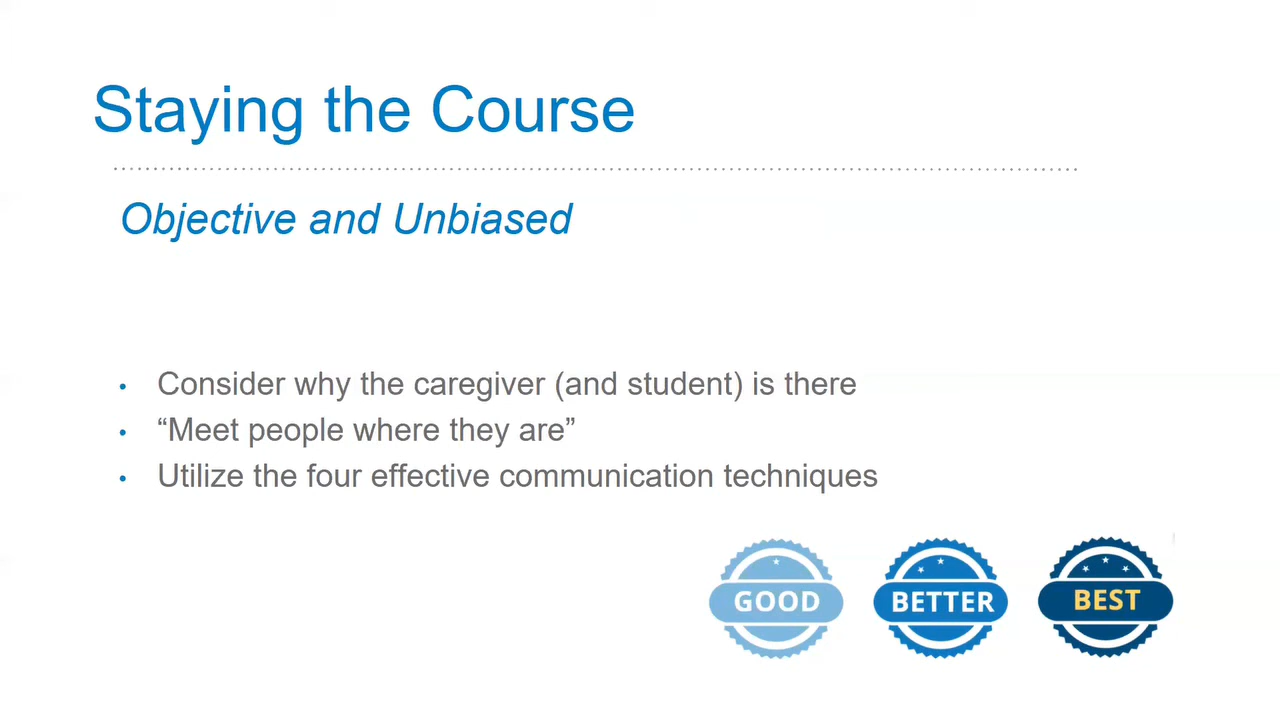 Staying the Course
Objective and Unbiased
• Consider why the caregiver (and student) is there
• “Meet people where they are”
• Utilize the four effective communication techniques
GOOD
BETTER
BEST